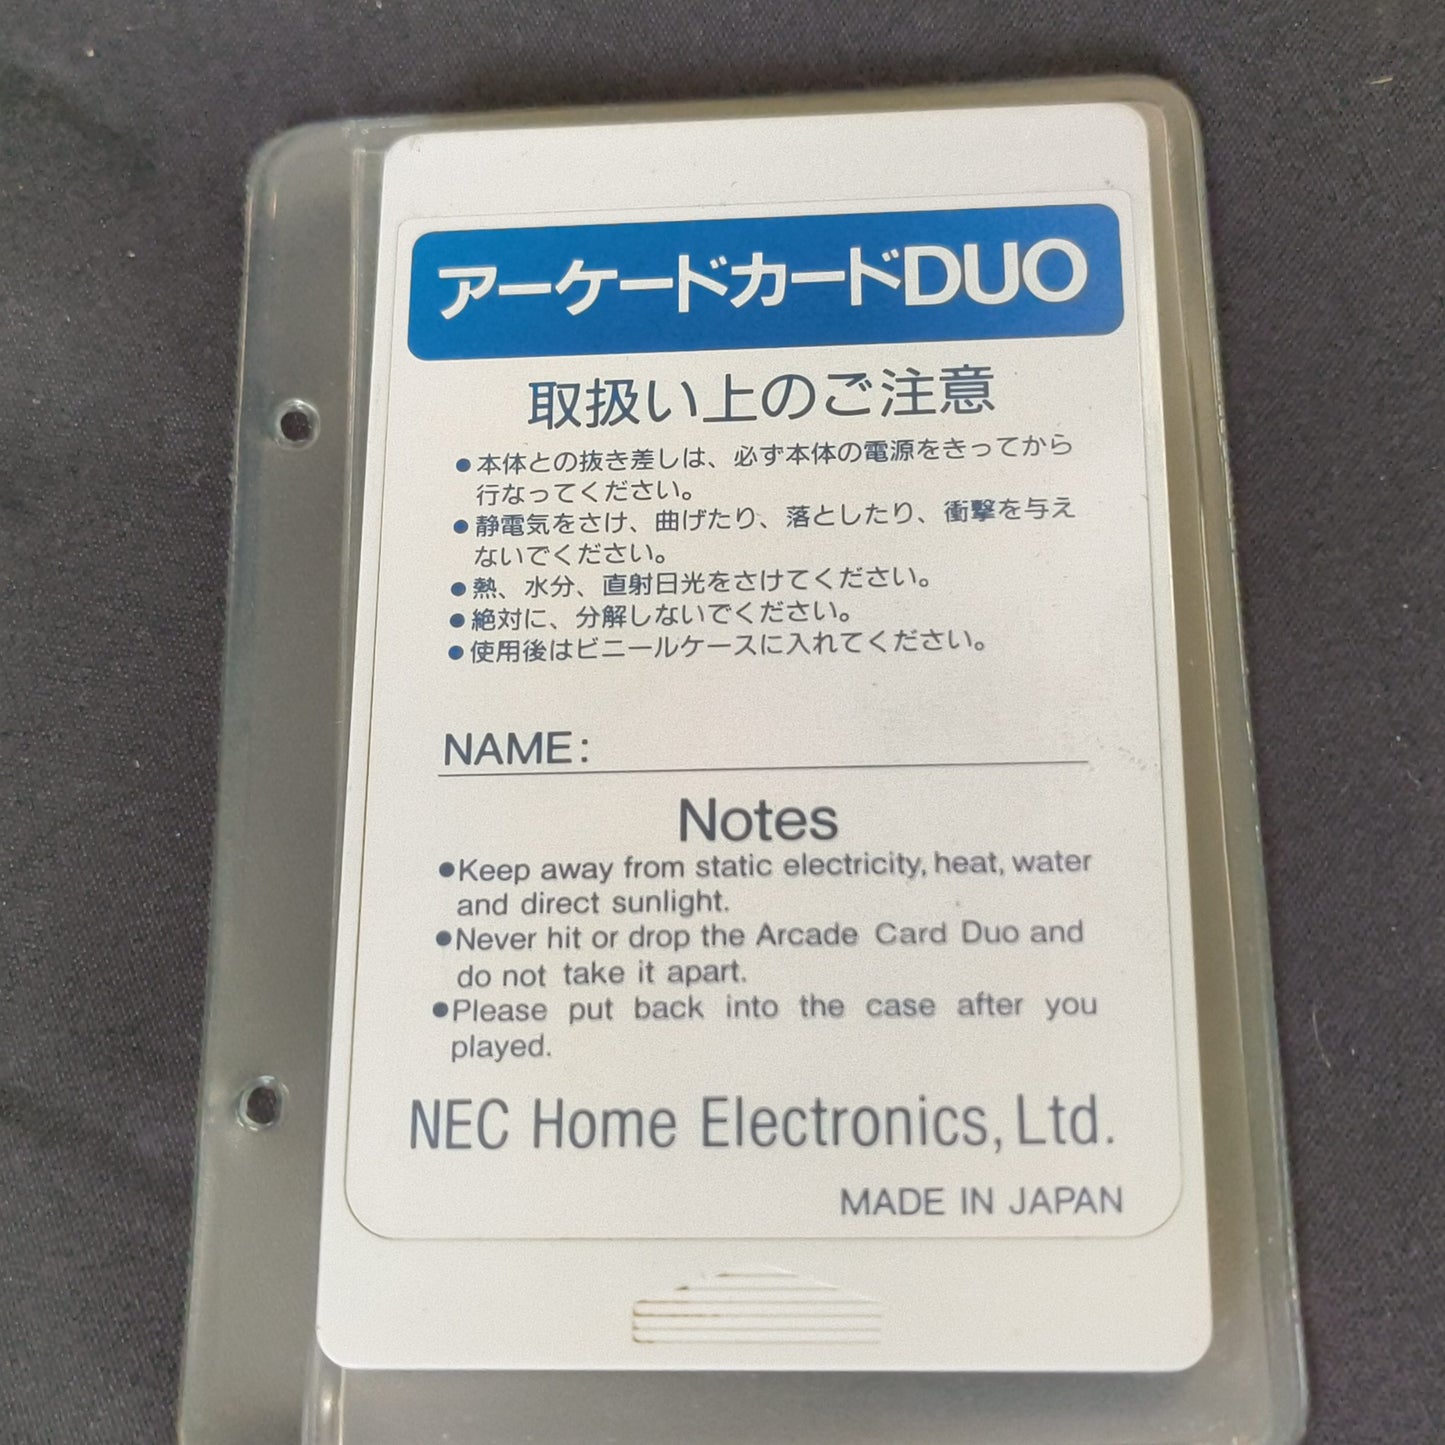 アーケードカードDUO
取扱い上のご注意
●本体との抜き差しは、必ず本体の電源をきってから
行なってください。
●静電気をさけ、曲げたり、落としたり、衝撃を与え
ないでください。
●熱、水分、直射日光をさけてください。
●絶対に、分解しないでください。
●使用後はビニールケースに入れてください。
NAME:
Notes
●Keep away from static electricity, heat, water
and direct sunlight.
●Never hit or drop the Arcade Card Duo and
do not take it apart.
●Please put back into the case after you
played.
NEC Home Electronics, Ltd.
MADE IN JAPAN